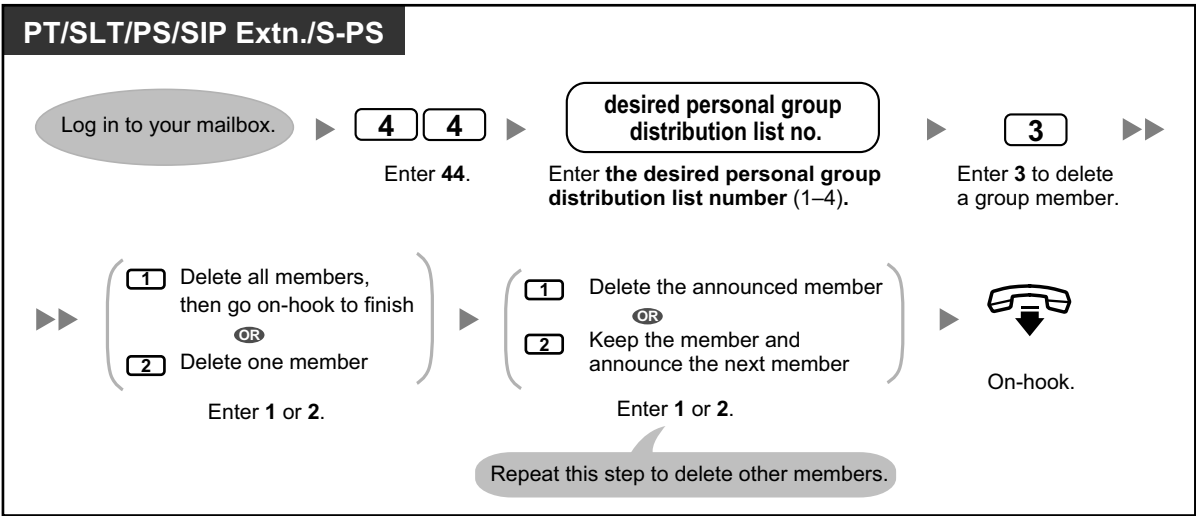 PT/SLT/PS/SIP Extn./S-PS
Log in to your mailbox.
4 4
Enter 44.
desired personal group
distribution list no.
Enter the desired personal group
distribution list number (1–4).
3
Enter 3 to delete
a group member.
1 Delete all members,
then go on-hook to finish
OR
2 Delete one member
Enter 1 or 2.
1 Delete the announced member
OR
2 Keep the member and
announce the next member
Enter 1 or 2.
Repeat this step to delete other members.
On-hook.